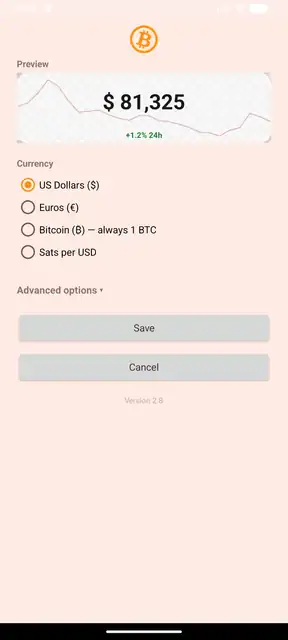 Preview
$ 81,325
+1.2% 24h
Currency
US Dollars ($)
Euros (€)
Bitcoin (₿) — always 1 BTC
Sats per USD
Advanced options ▾
Save
Cancel
Version 2.8